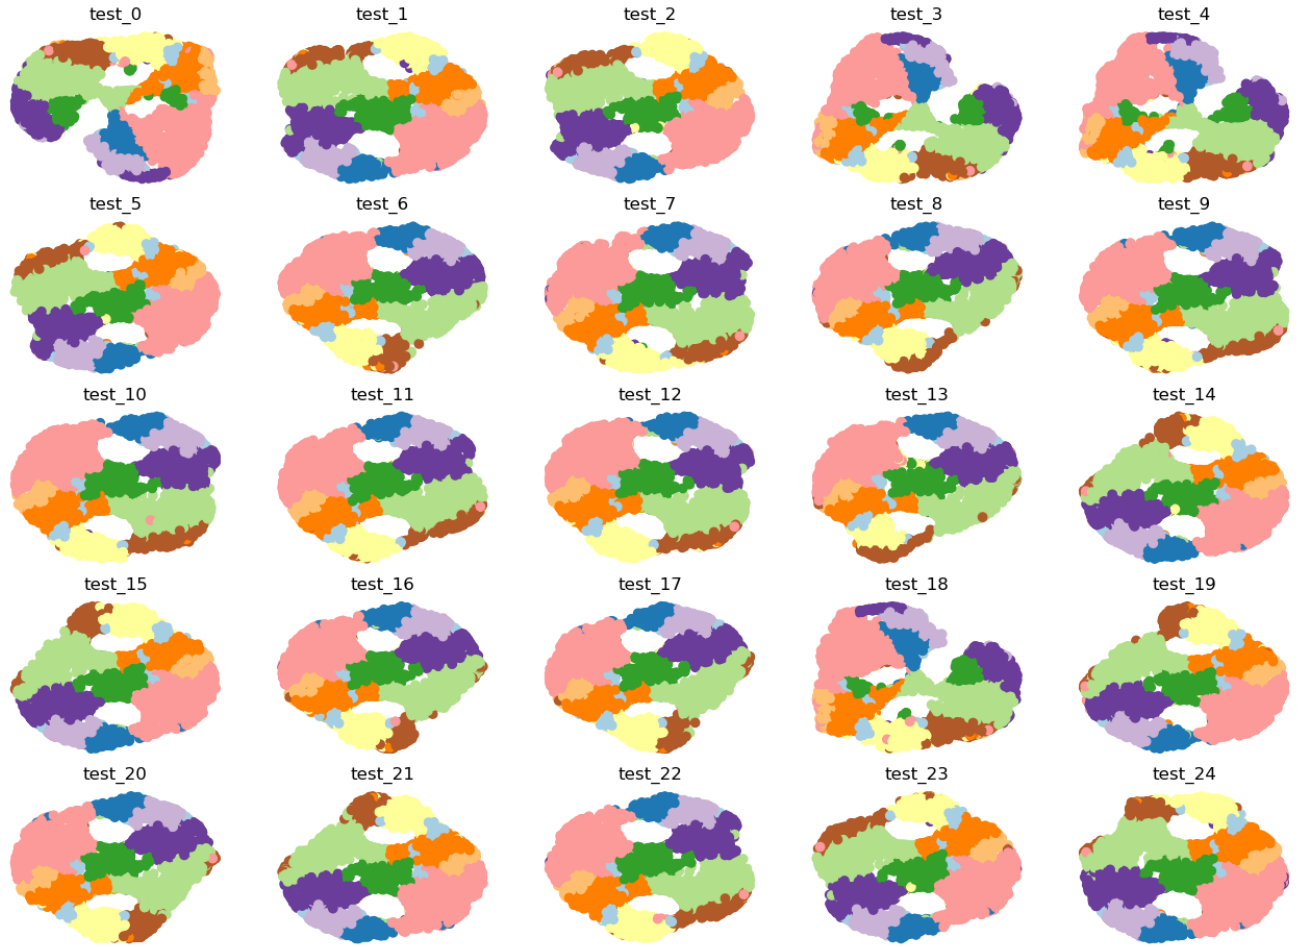 test_0 test_1 test_2 test_3 test_4
test_5 test_6 test_7 test_8 test_9
test_10 test_11 test_12 test_13 test_14
test_15 test_16 test_17 test_18 test_19
test_20 test_21 test_22 test_23 test_24